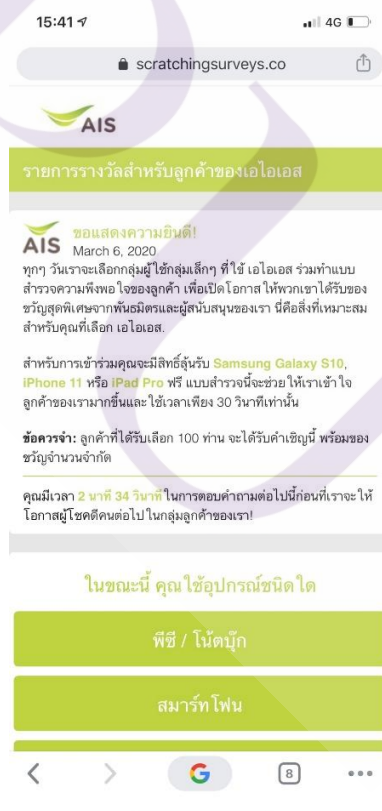 15:41
4G
scratchingsurveys.co
AIS
รายการรางวัลสำหรับลูกค้าของเอไอเอส
AIS
ขอแสดงความยินดี!
March 6, 2020
ทุกๆ วันเราจะเลือกกลุ่มผู้ใช้กลุ่มเล็กๆ ที่ใช้ เอไอเอส ร่วมทำแบบ
สำรวจความพึงพอใจของลูกค้า เพื่อเปิดโอกาสให้พวกเขาได้รับของ
ขวัญสุดพิเศษจากพันธมิตรและผู้สนับสนุนของเรา นี่คือสิ่งที่เหมาะสม
สำหรับคุณที่เลือก เอไอเอส.
สำหรับการเข้าร่วมคุณจะมีสิทธิ์ลุ้นรับ Samsung Galaxy S10,
iPhone 11 หรือ iPad Pro ฟรี แบบสำรวจนี้จะช่วยให้เราเข้าใจ
ลูกค้าของเรามากขึ้นและใช้เวลาเพียง 30 วินาทีเท่านั้น
ข้อควรจำ: ลูกค้าที่ได้รับเลือก 100 ท่าน จะได้รับคำเชิญนี้ พร้อมของ
ขวัญจำนวนจำกัด
คุณมีเวลา 2 นาที 34 วินาที ในการตอบคำถามต่อไปนี้ก่อนที่เราจะให้
โอกาสผู้โชคดีคนต่อไปในกลุ่มลูกค้าของเรา!
ในขณะนี้ คุณใช้อุปกรณ์ชนิดใด
พีซี / โน้ตบุ๊ก
สมาร์ทโฟน
G
8